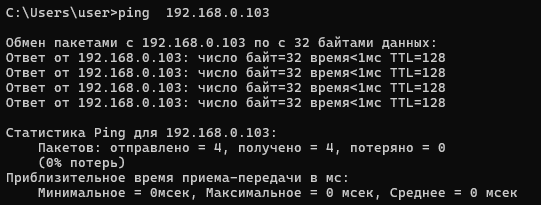 C:\Users\user>ping  192.168.0.103
Обмен пакетами с 192.168.0.103 по с 32 байтами данных:
Ответ от 192.168.0.103: число байт=32 время<1мс TTL=128
Ответ от 192.168.0.103: число байт=32 время<1мс TTL=128
Ответ от 192.168.0.103: число байт=32 время<1мс TTL=128
Ответ от 192.168.0.103: число байт=32 время<1мс TTL=128
Статистика Ping для 192.168.0.103:
Пакетов: отправлено = 4, получено = 4, потеряно = 0
(0% потерь)
Приблизительное время приема-передачи в мс:
Минимальное = 0мсек, Максимальное = 0 мсек, Среднее = 0 мсек